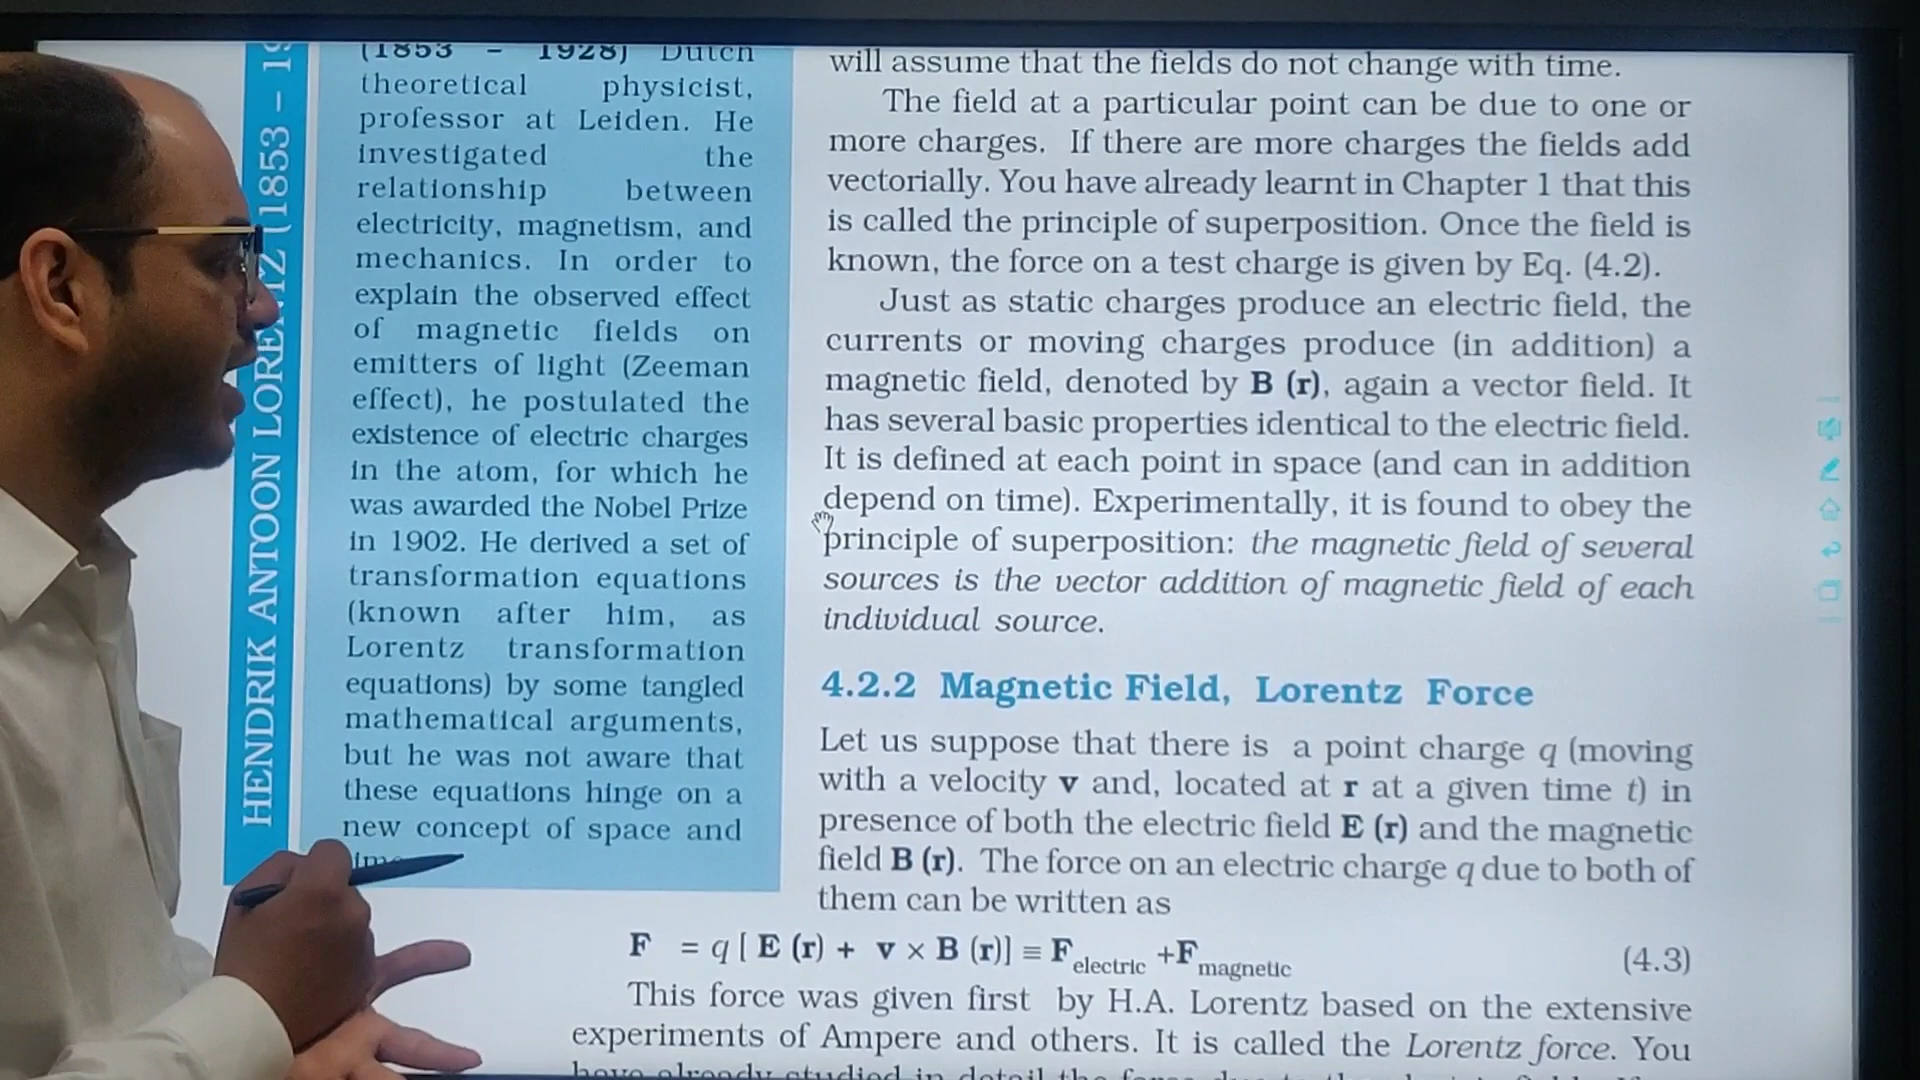 HENDRIK ANTOON LORENTZ (1853 – 19
(1853 – 1928) Dutch
theoretical physicist,
professor at Leiden. He
investigated the
relationship between
electricity, magnetism, and
mechanics. In order to
explain the observed effect
of magnetic fields on
emitters of light (Zeeman
effect), he postulated the
existence of electric charges
in the atom, for which he
was awarded the Nobel Prize
in 1902. He derived a set of
transformation equations
(known after him, as
Lorentz transformation
equations) by some tangled
mathematical arguments,
but he was not aware that
these equations hinge on a
new concept of space and
will assume that the fields do not change with time.
The field at a particular point can be due to one or
more charges. If there are more charges the fields add
vectorially. You have already learnt in Chapter 1 that this
is called the principle of superposition. Once the field is
known, the force on a test charge is given by Eq. (4.2).
Just as static charges produce an electric field, the
currents or moving charges produce (in addition) a
magnetic field, denoted by B (r), again a vector field. It
has several basic properties identical to the electric field.
It is defined at each point in space (and can in addition
depend on time). Experimentally, it is found to obey the
principle of superposition: the magnetic field of several
sources is the vector addition of magnetic field of each
individual source.
4.2.2 Magnetic Field, Lorentz Force
Let us suppose that there is a point charge q (moving
with a velocity v and, located at r at a given time t) in
presence of both the electric field E (r) and the magnetic
field B (r). The force on an electric charge q due to both of
them can be written as
F = q [ E (r) + v × B (r)] ≡ F electric +F magnetic (4.3)
This force was given first by H.A. Lorentz based on the extensive
experiments of Ampere and others. It is called the Lorentz force. You
have already studied in detail the force due to the